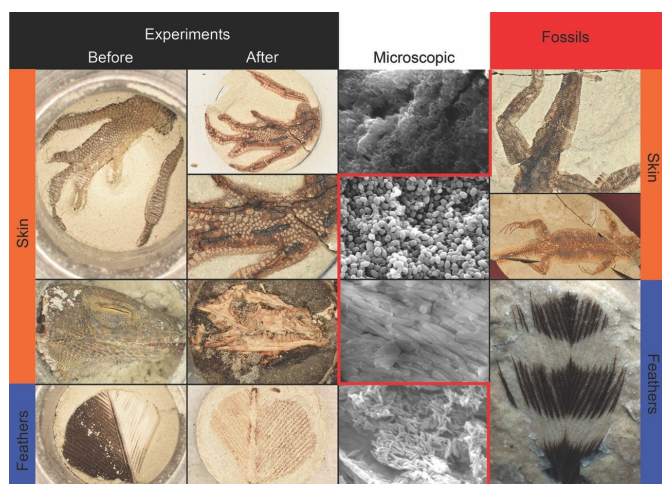 Experiments
Before
After
Microscopic
Fossils
Skin
Skin
Feathers
Feathers